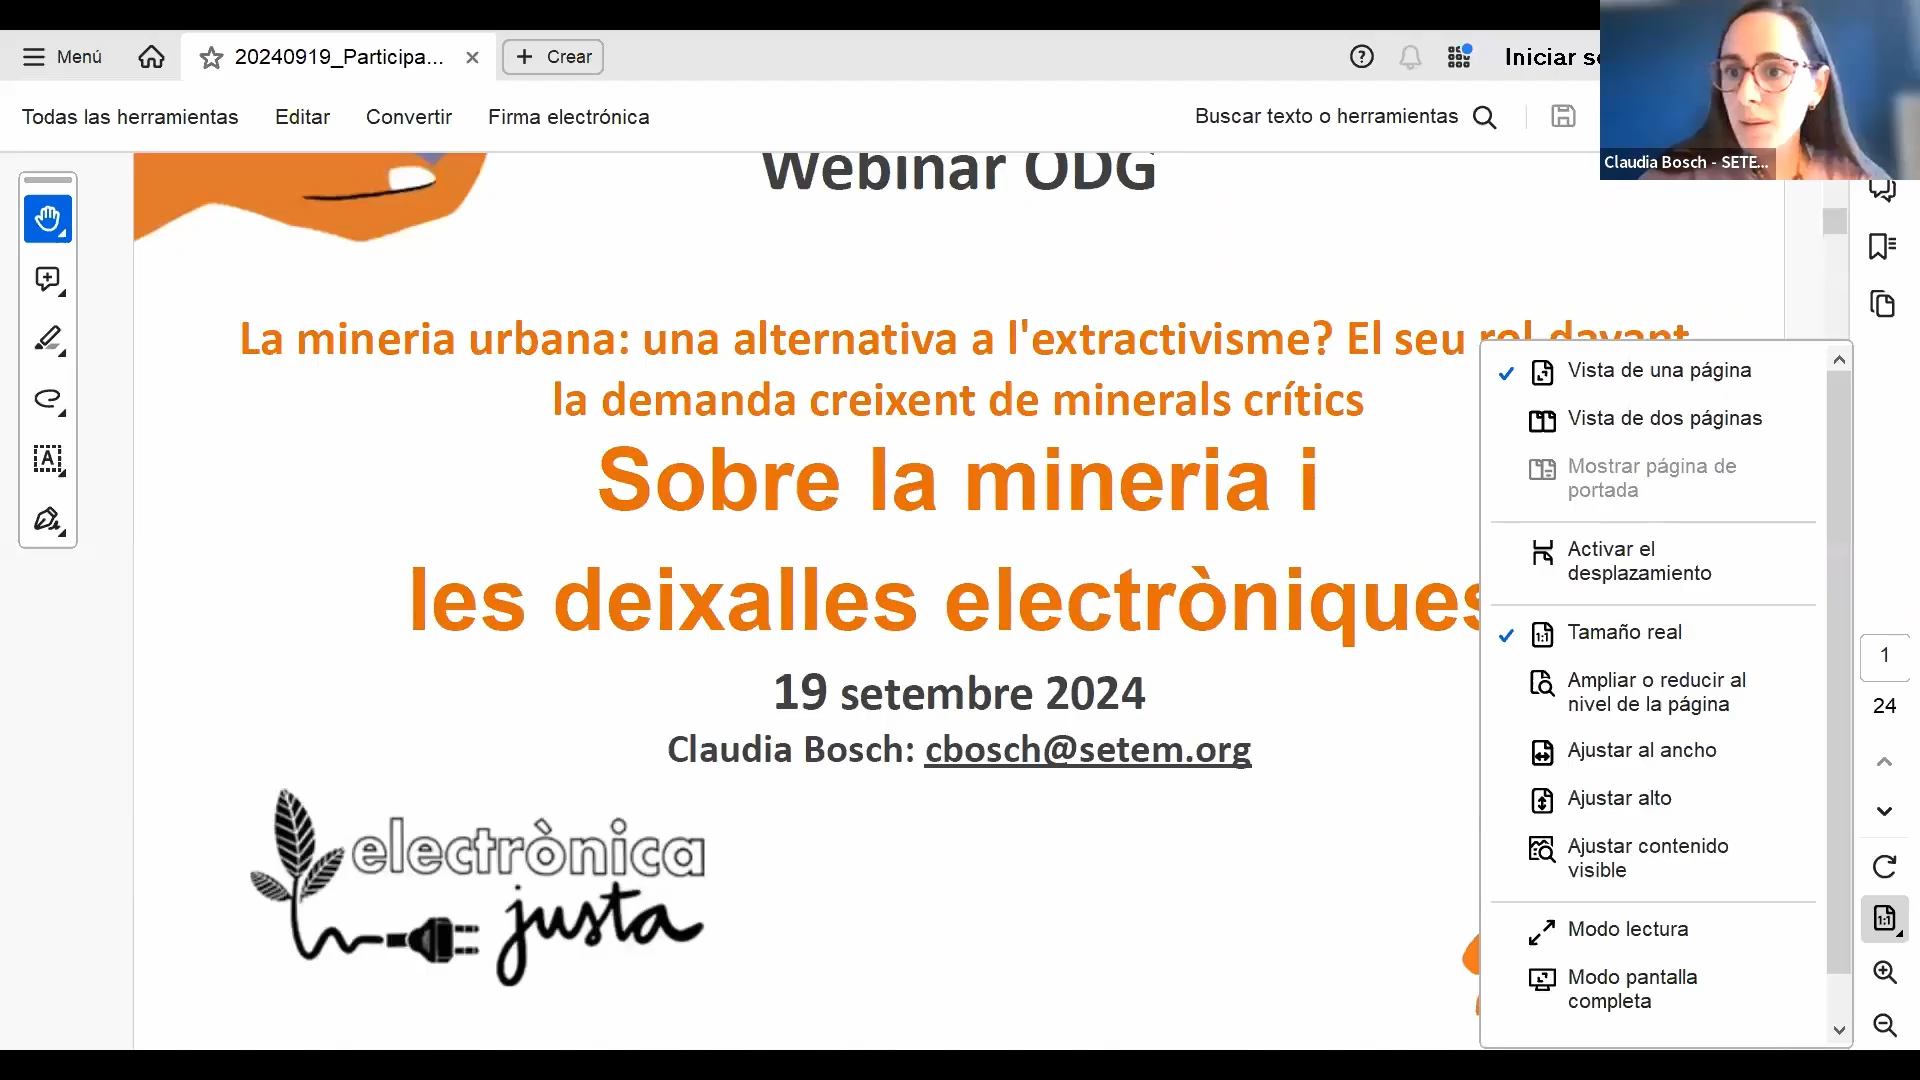 Menú
20240919_Participa...
Crear
Iniciar s
Todas las herramientas
Editar
Convertir
Firma electrónica
Buscar texto o herramientas
Claudia Bosch - SETE...
Webinar ODG
La mineria urbana: una alternativa a l'extractivisme? El seu rol davant
la demanda creixent de minerals crítics
Sobre la mineria i
les deixalles electròniques
19 setembre 2024
Claudia Bosch: cbosch@setem.org
electrònica
justa
Vista de una página
Vista de dos páginas
Mostrar página de
portada
Activar el
desplazamiento
Tamaño real
Ampliar o reducir al
nivel de la página
Ajustar al ancho
Ajustar alto
Ajustar contenido
visible
Modo lectura
Modo pantalla
completa
1
24